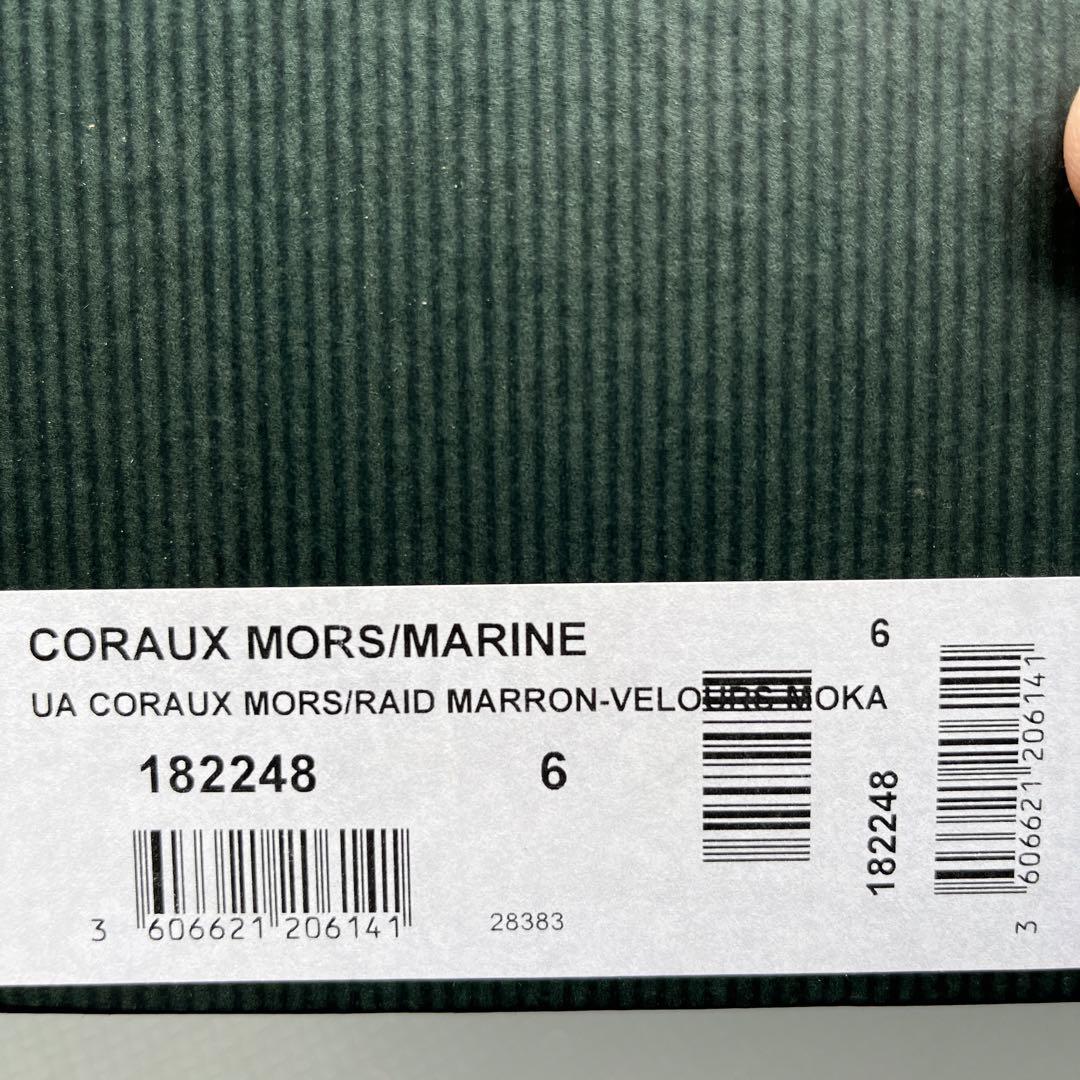 CORAUX MORS/MARINE 6
UA CORAUX MORS/RAID MARRON-VELOURS MOKA
182248 6
3 606621 206141
28383
182248
3 606621 206141